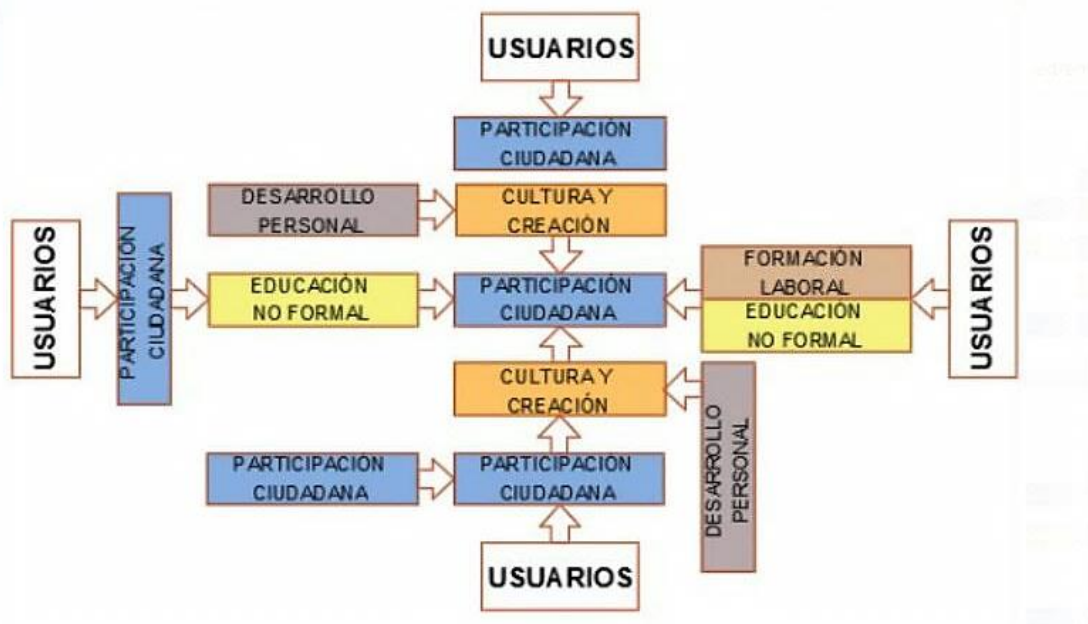 USUARIOS
PARTICIPACIÓN
CIUDADANA
DESARROLLO
PERSONAL
CULTURA Y
CREACIÓN
USUARIOS
PARTICIPACIÓN
CIUDADANA
EDUCACIÓN
NO FORMAL
PARTICIPACIÓN
CIUDADANA
FORMACIÓN
LABORAL
EDUCACIÓN
NO FORMAL
USUARIOS
CULTURA Y
CREACIÓN
DESARROLLO
PERSONAL
PARTICIPACIÓN
CIUDADANA
PARTICIPACIÓN
CIUDADANA
USUARIOS